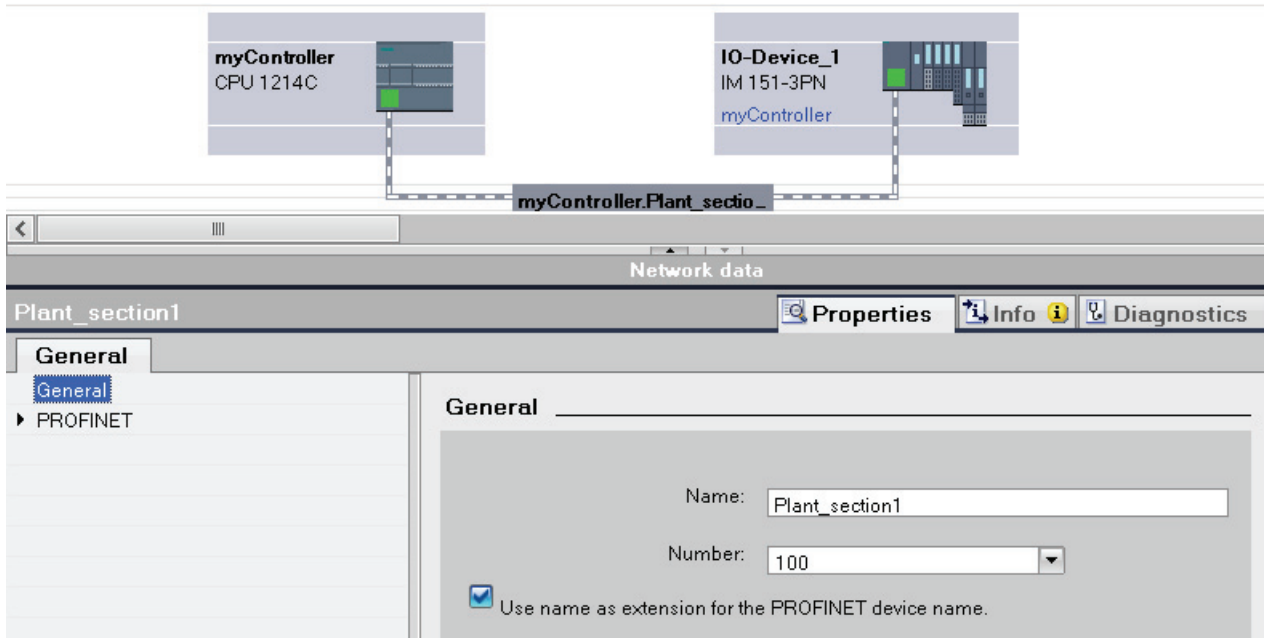 myController
CPU 1214C
IO-Device_1
IM 151-3PN
myController
myController.Plant_sectio_
Network data
Plant_section1
Properties
Info
Diagnostics
General
General
PROFINET
General
Name:
Plant_section1
Number:
100
Use name as extension for the PROFINET device name.